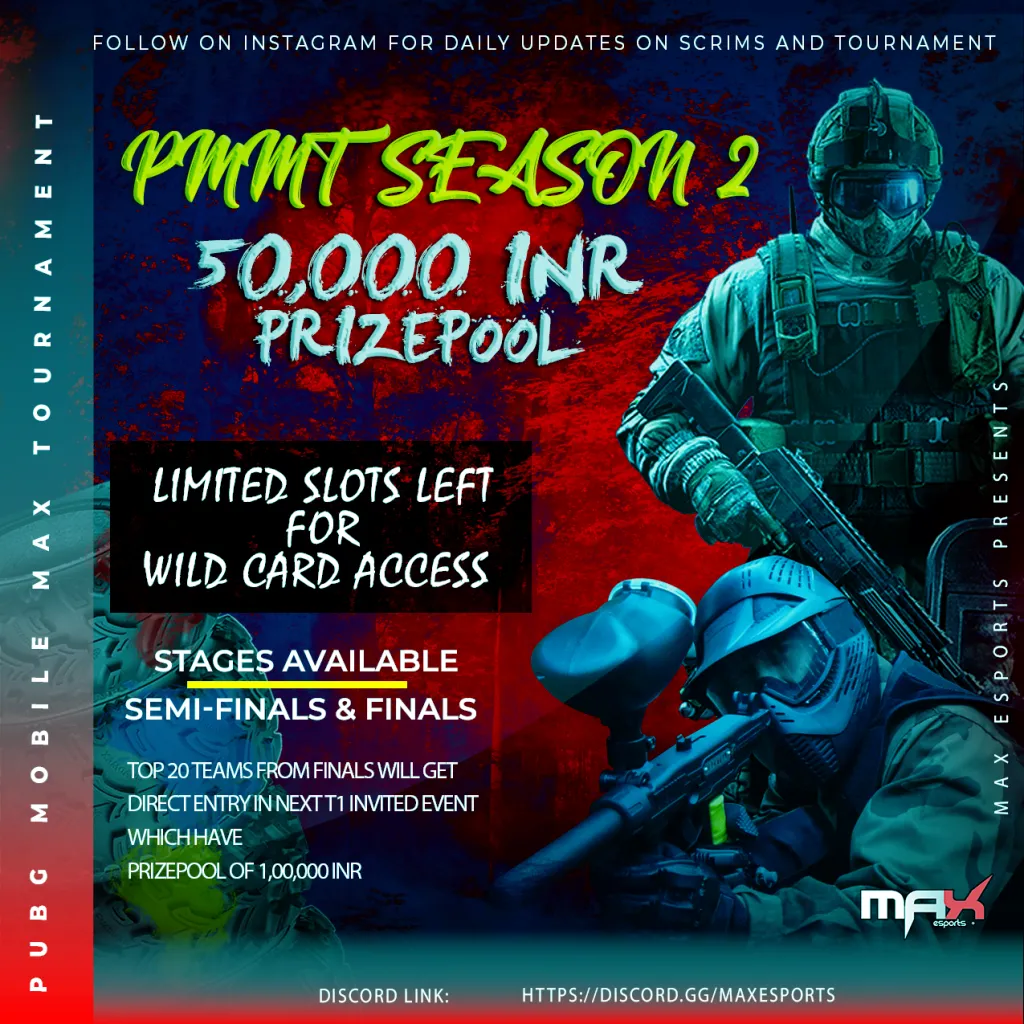 FOLLOW ON INSTAGRAM FOR DAILY UPDATES ON SCRIMS AND TOURNAMENT
PUBG MOBILE MAX TOURNAMENT
PMMT SEASON 2
50,000 INR
PRIZEPOOL
LIMITED SLOTS LEFT
FOR
WILD CARD ACCESS
STAGES AVAILABLE
SEMI-FINALS & FINALS
TOP 20 TEAMS FROM FINALS WILL GET
DIRECT ENTRY IN NEXT T1 INVITED EVENT
WHICH HAVE
PRIZEPOOL OF 1,00,000 INR
MAX ESPORTS PRESENTS
MAX
esports
DISCORD LINK: HTTPS://DISCORD.GG/MAXESPORTS